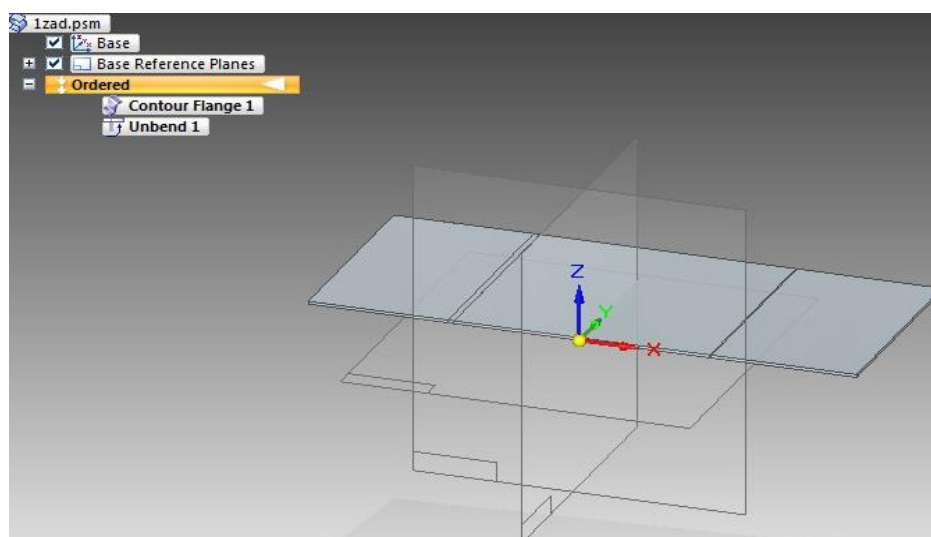 1zad.psm
Base
Base Reference Planes
Ordered
Contour Flange 1
Unbend 1
Z
Y
X